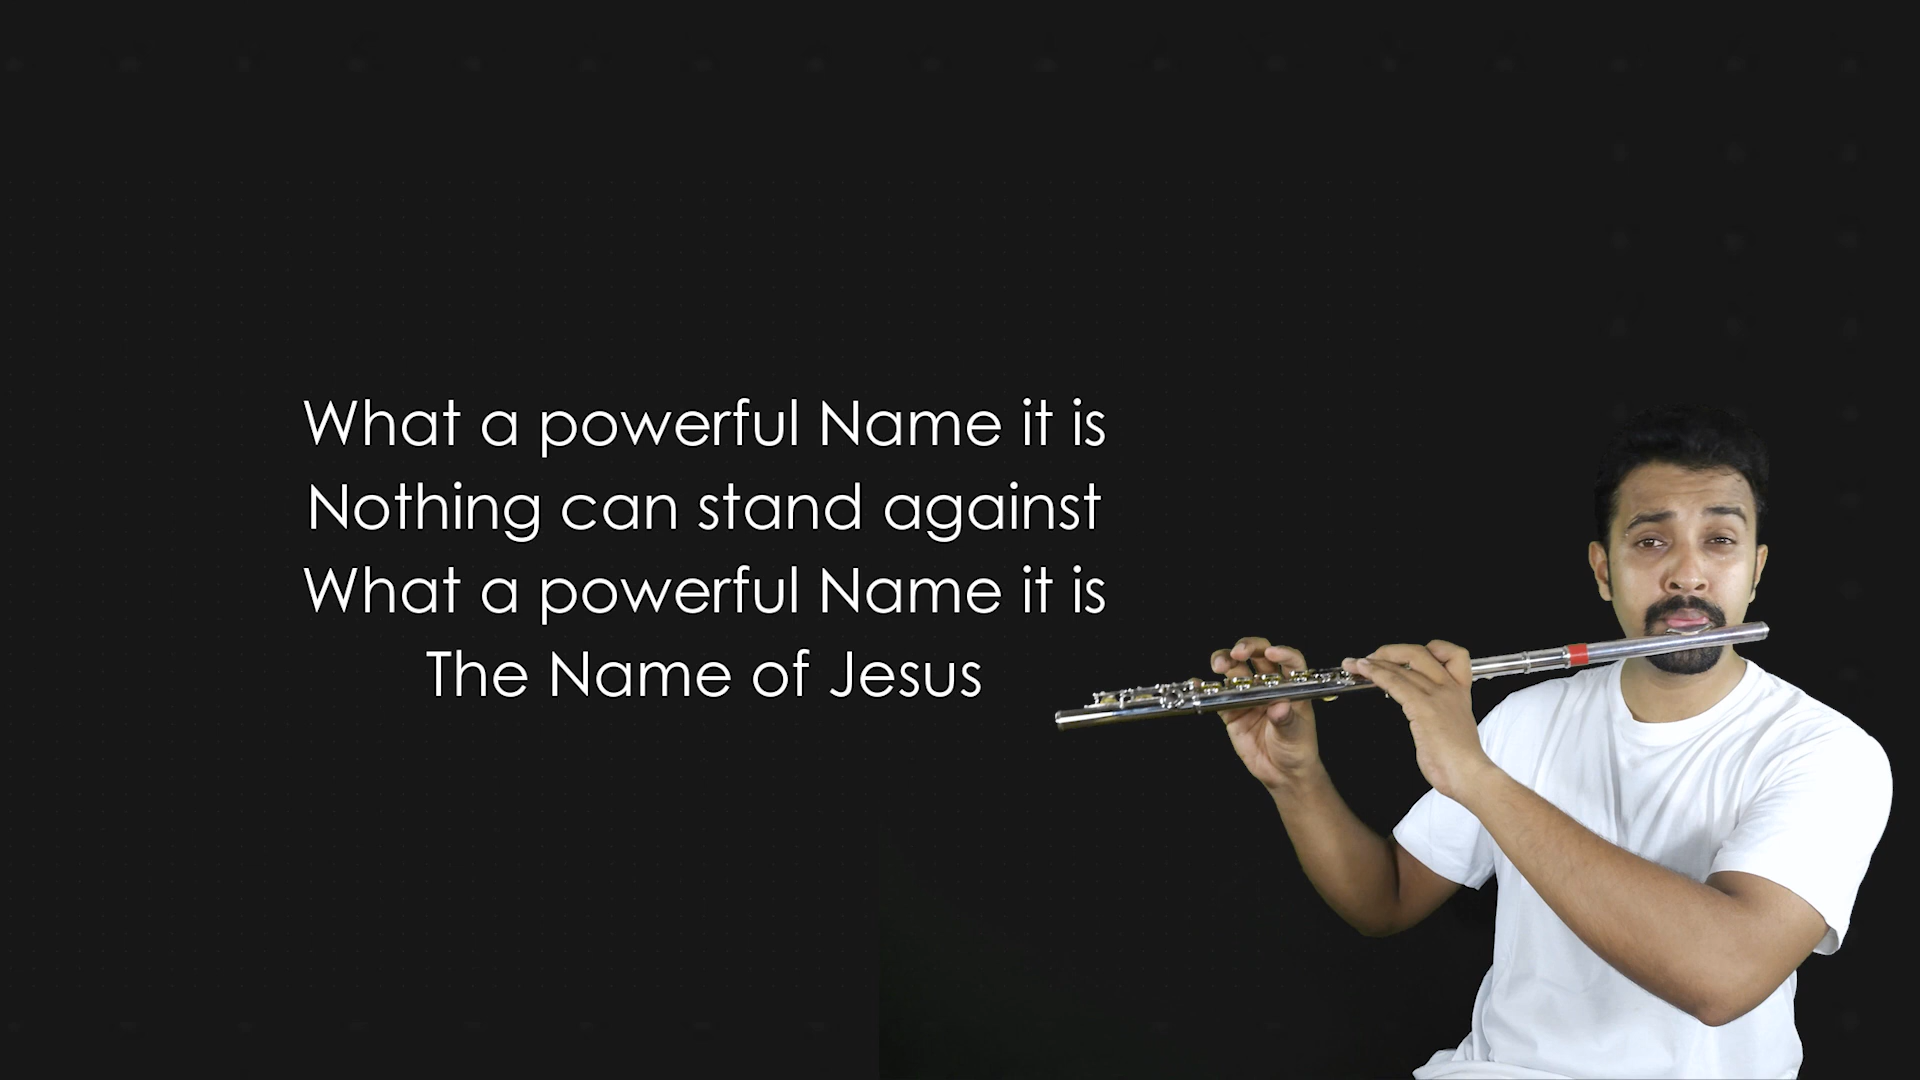 What a powerful Name it is
Nothing can stand against
What a powerful Name it is
The Name of Jesus